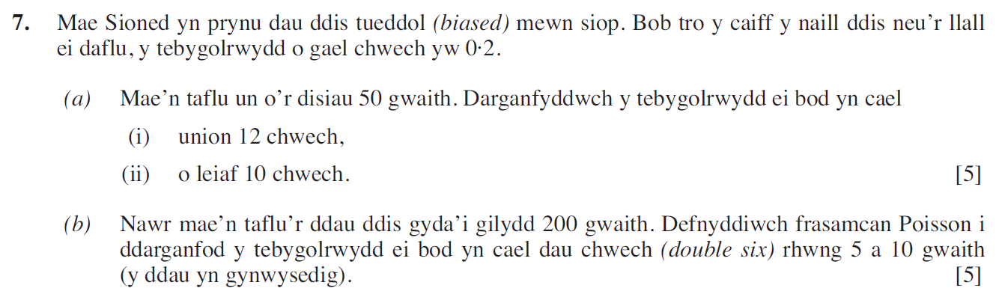 7. Mae Sioned yn prynu dau ddis tueddol (biased) mewn siop. Bob tro y caiff y naill ddis neu’r llall
ei daflu, y tebygolrwydd o gael chwech yw 0·2.
(a) Mae’n taflu un o’r disiau 50 gwaith. Darganfyddwch y tebygolrwydd ei bod yn cael
(i) union 12 chwech,
(ii) o leiaf 10 chwech. [5]
(b) Nawr mae’n taflu’r ddau ddis gyda’i gilydd 200 gwaith. Defnyddiwch frasamcan Poisson i
ddarganfod y tebygolrwydd ei bod yn cael dau chwech (double six) rhwng 5 a 10 gwaith
(y ddau yn gynwysedig). [5]